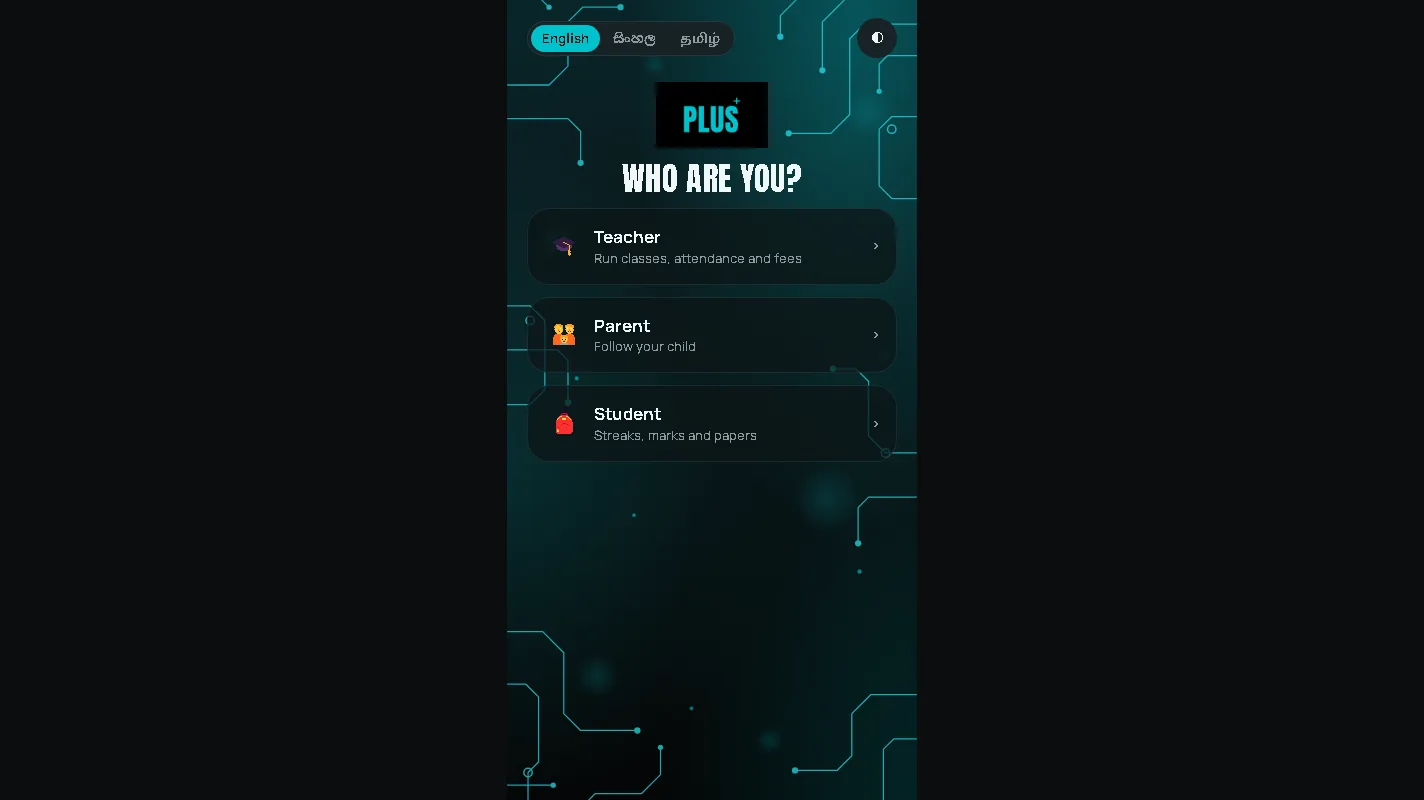 English සිංහල தமிழ்
PLUS+
WHO ARE YOU?
Teacher
Run classes, attendance and fees
Parent
Follow your child
Student
Streaks, marks and papers